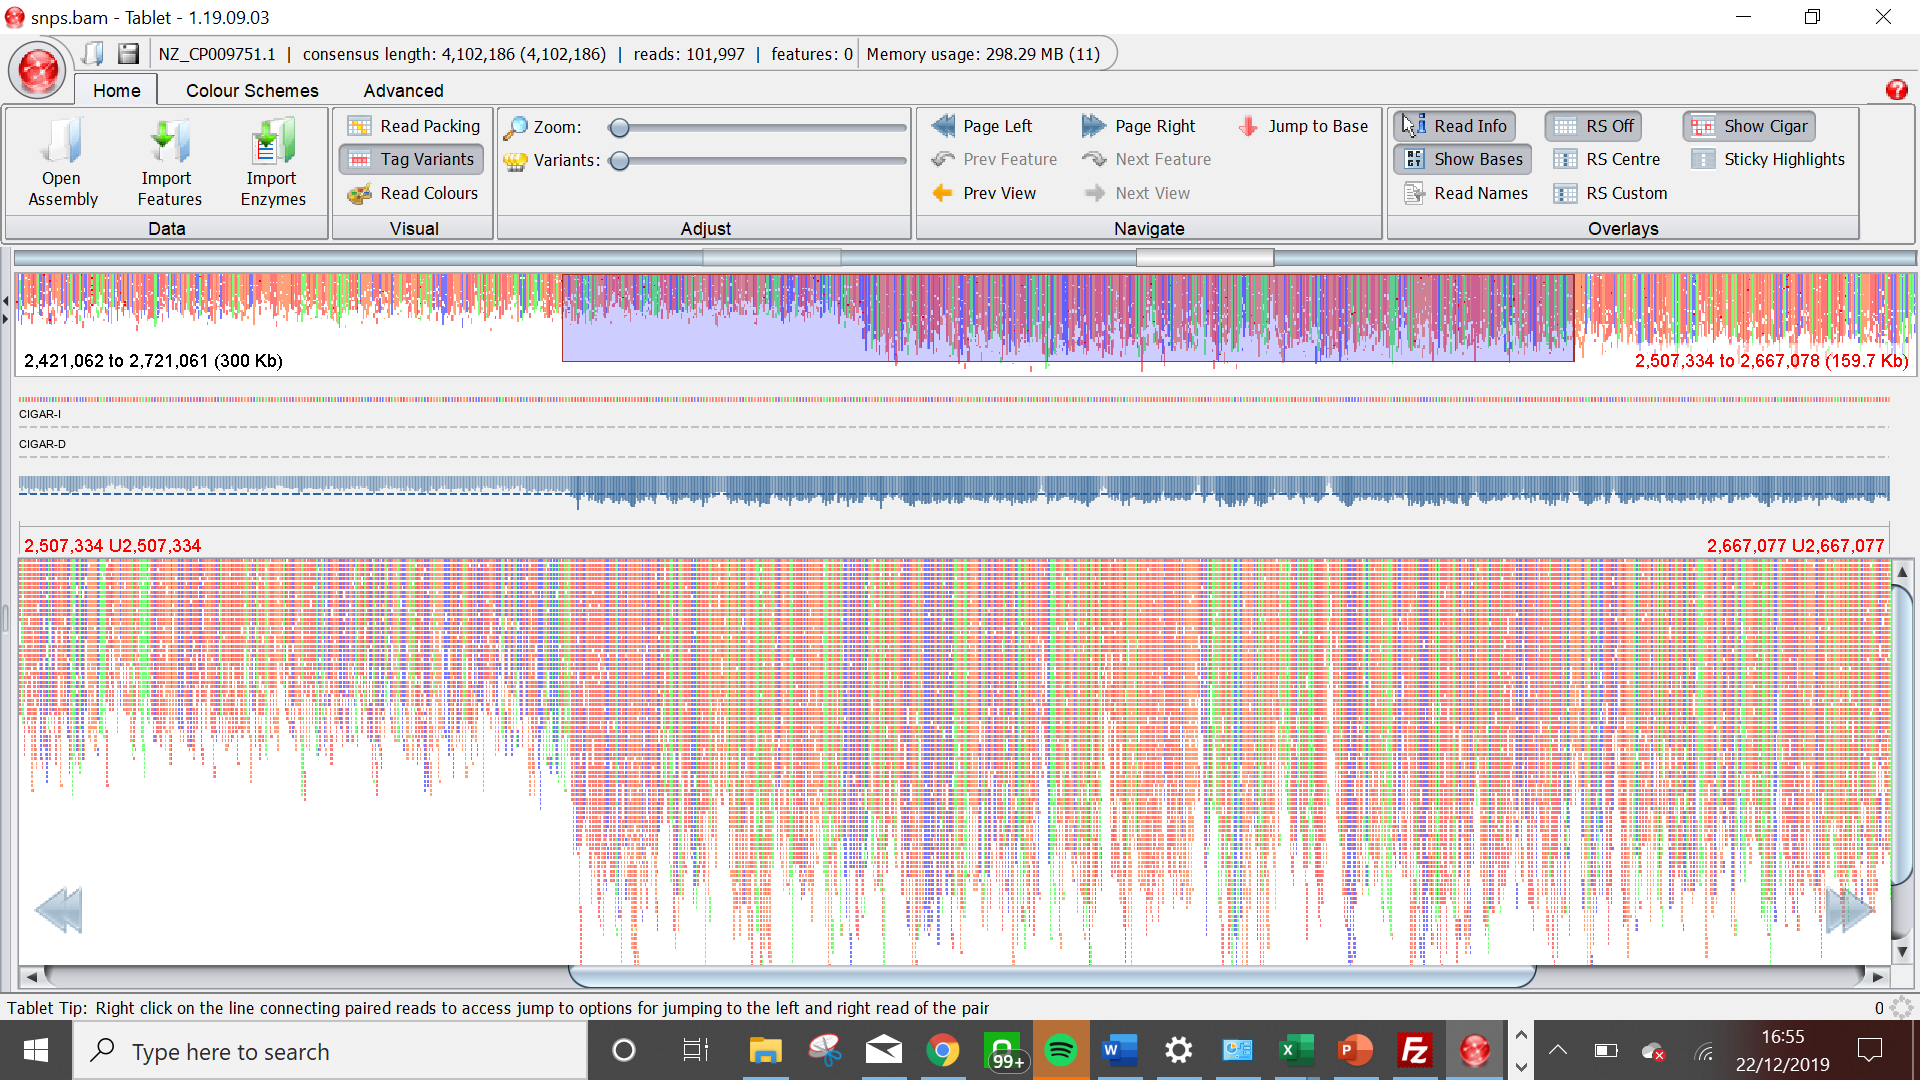 snps.bam - Tablet - 1.19.09.03
NZ_CP009751.1 | consensus length: 4,102,186 (4,102,186) | reads: 101,997 | features: 0 Memory usage: 298.29 MB (11)
Home Colour Schemes Advanced
Open Assembly
Import Features
Import Enzymes
Data
Read Packing
Tag Variants
Read Colours
Visual
Zoom:
Variants:
Adjust
Page Left Page Right Jump to Base
Prev Feature Next Feature
Prev View Next View
Navigate
Read Info RS Off Show Cigar
Show Bases RS Centre Sticky Highlights
Read Names RS Custom
Overlays
2,421,062 to 2,721,061 (300 Kb) 2,507,334 to 2,667,078 (159.7 Kb)
CIGAR-I
CIGAR-D
2,507,334 U2,507,334 2,667,077 U2,667,077
Tablet Tip: Right click on the line connecting paired reads to access jump to options for jumping to the left and right read of the pair 0
Type here to search
99+
16:55
22/12/2019